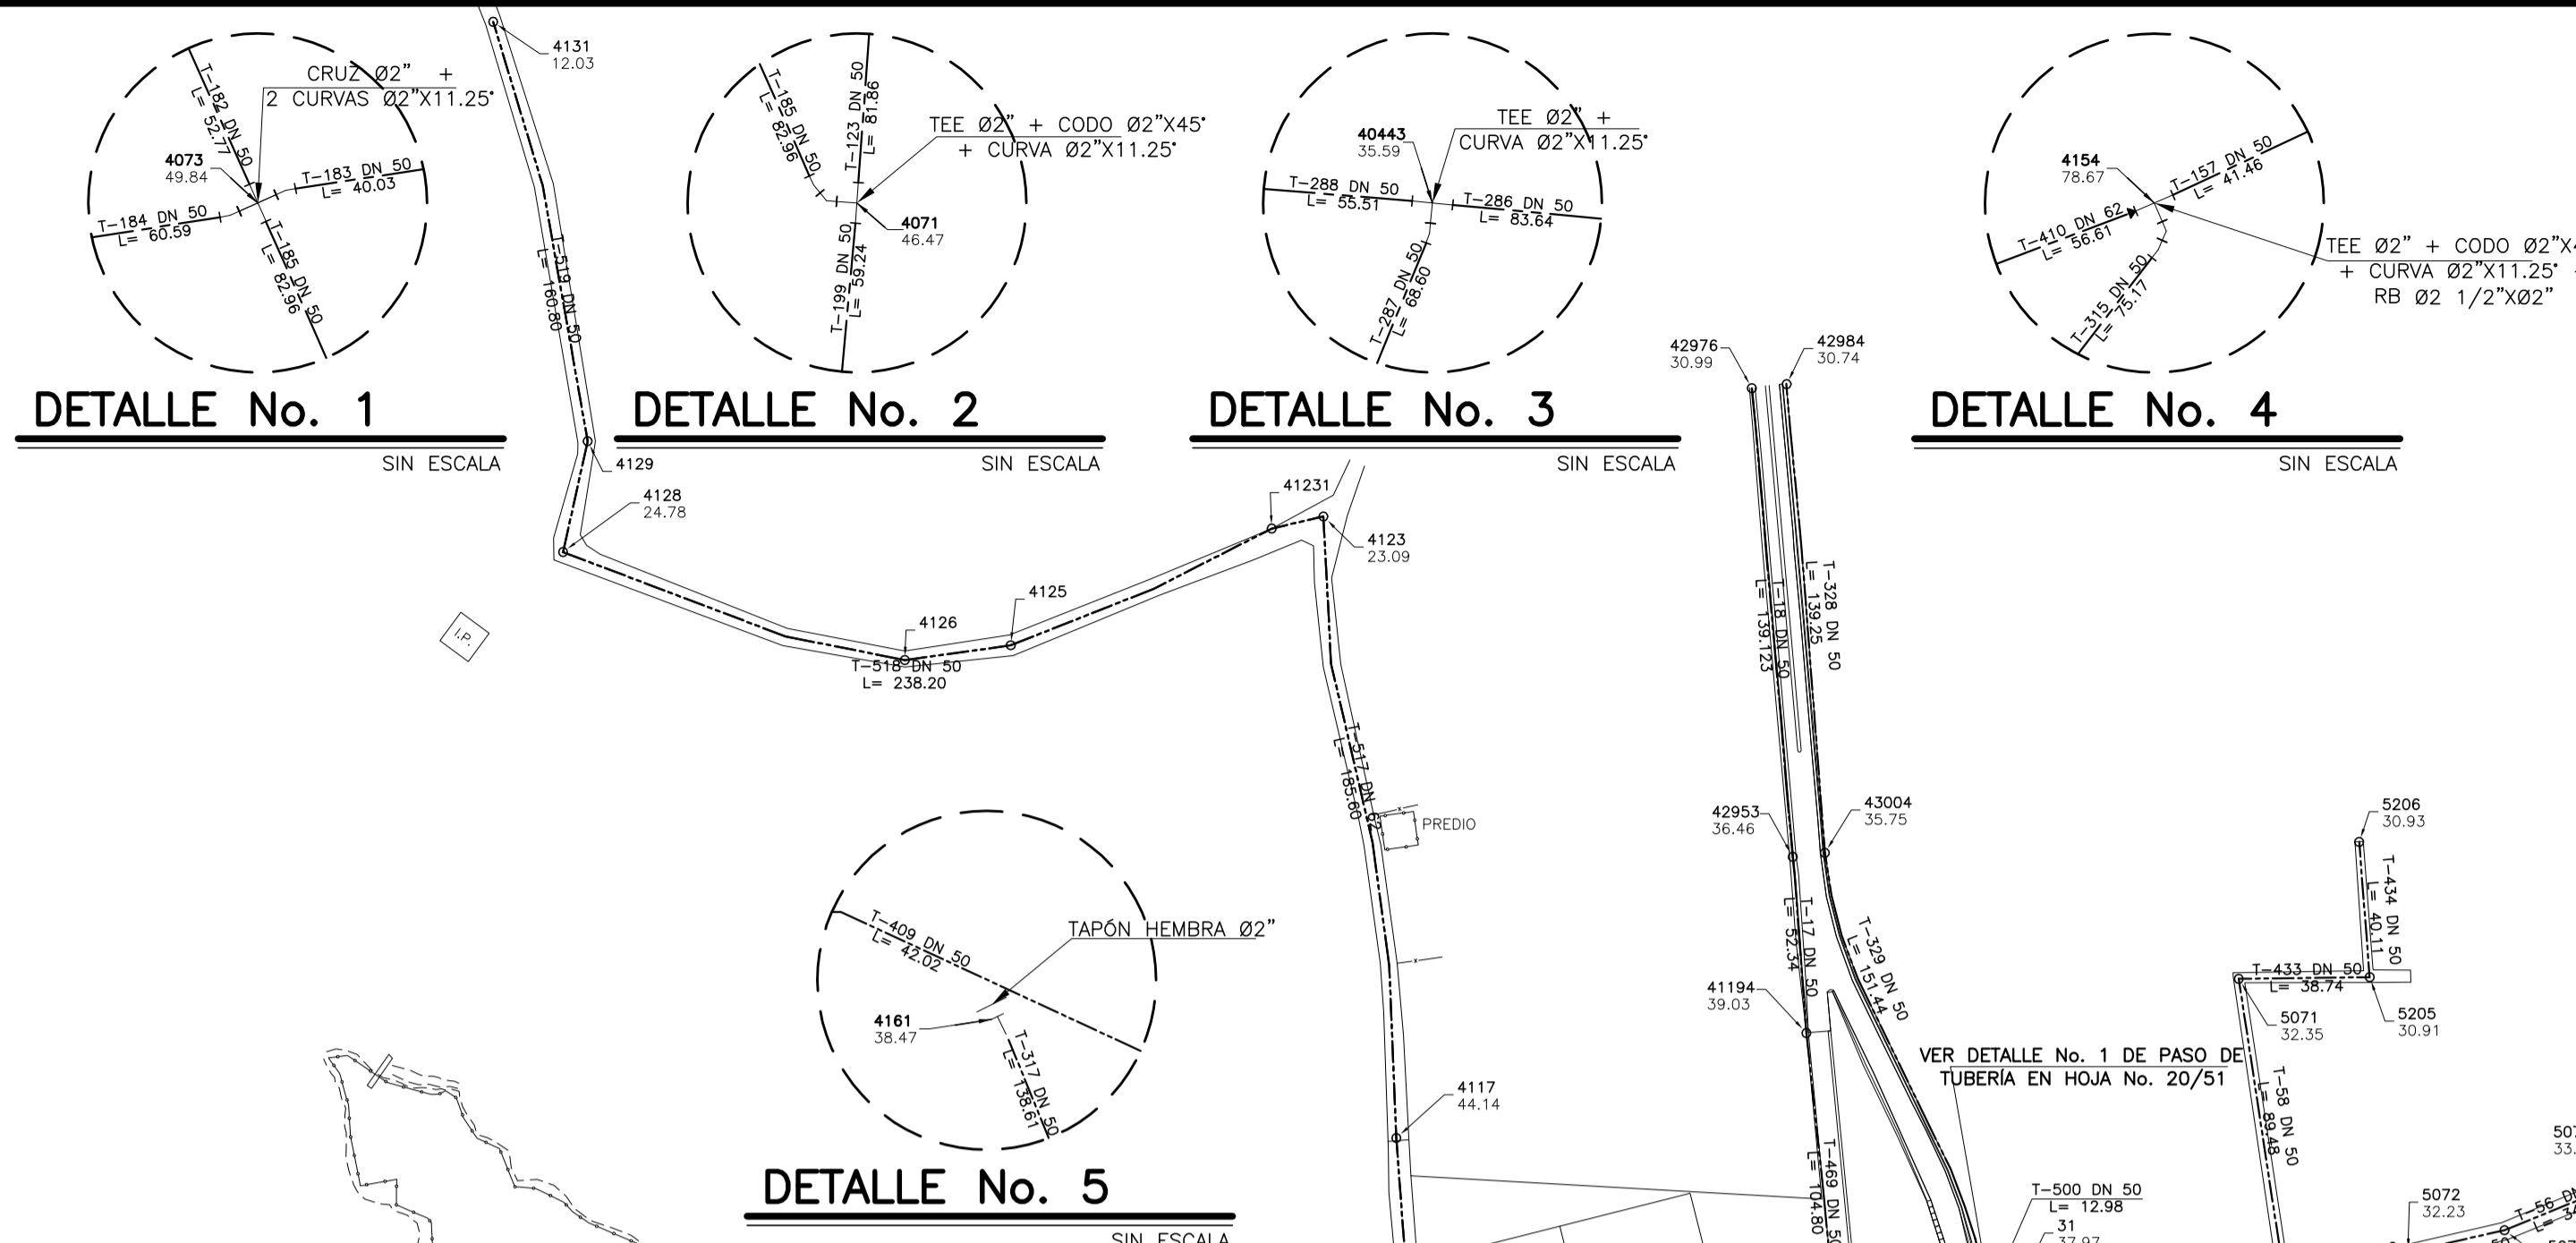 4131
12.03
CRUZ Ø2" +
2 CURVAS Ø2"X11.25°
T-182 DN 50
L= 52.77
4073
49.84
T-183 DN 50
L= 40.03
T-184 DN 50
L= 60.59
T-185 DN 50
L= 82.96
DETALLE No. 1
SIN ESCALA
T-185 DN 50
L= 82.96
T-123 DN 50
L= 81.86
TEE Ø2" + CODO Ø2"X45°
+ CURVA Ø2"X11.25°
4071
46.47
T-199 DN 50
L= 59.24
DETALLE No. 2
SIN ESCALA
TEE Ø2" +
CURVA Ø2"X11.25°
40443
35.59
T-288 DN 50
L= 55.51
T-286 DN 50
L= 83.64
T-287 DN 50
L= 68.60
DETALLE No. 3
SIN ESCALA
4154
78.67
T-157 DN 50
L= 41.46
T-410 DN 62
L= 56.61
T-315 DN 50
L= 75.17
TEE Ø2" + CODO Ø2"X
+ CURVA Ø2"X11.25°
RB Ø2 1/2"XØ2"
DETALLE No. 4
SIN ESCALA
T-519 DN 50
L= 160.80
4129
4128
24.78
4126
4125
T-518 DN 50
L= 238.20
41231
4123
23.09
I.P.
42976
30.99
42984
30.74
T-328 DN 50
L= 139.25
T-18 DN 50
L= 139.123
T-517 DN 62
L= 185.60
PREDIO
42953
36.46
43004
35.75
T-17 DN 50
L= 52.34
T-329 DN 50
L= 151.44
41194
39.03
5206
30.93
T-434 DN 50
L= 40.11
T-433 DN 50
L= 38.74
5071
32.35
5205
30.91
T-409 DN 50
L= 42.02
TAPÓN HEMBRA Ø2"
4161
38.47
T-317 DN 50
L= 138.61
DETALLE No. 5
SIN ESCALA
4117
44.14
VER DETALLE No. 1 DE PASO DE
TUBERÍA EN HOJA No. 20/51
T-58 DN 50
L= 89.48
T-469 DN 50
L= 104.80
T-500 DN 50
L= 12.98
31
37.97
5072
32.23
T-56